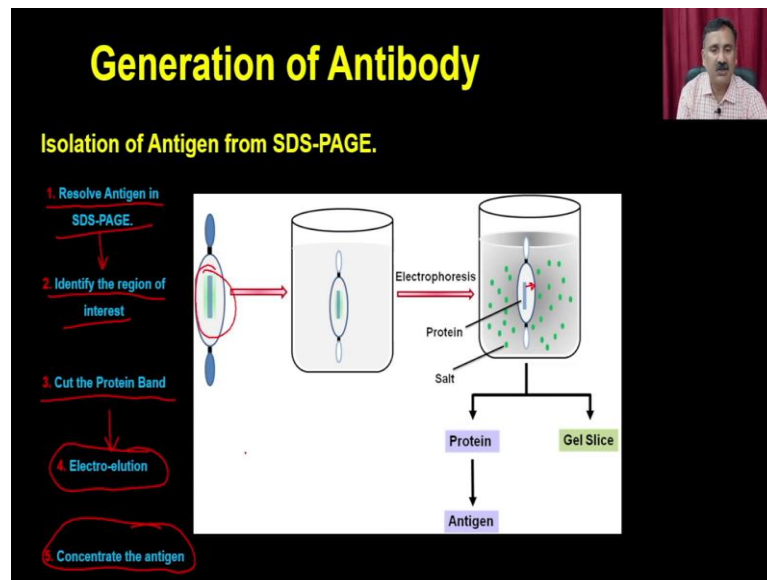 Generation of Antibody
Isolation of Antigen from SDS-PAGE.
1. Resolve Antigen in
SDS-PAGE.
2. Identify the region of
interest
3. Cut the Protein Band
4. Electro-elution
5. Concentrate the antigen
Electrophoresis
Protein
Salt
Protein
Gel Slice
Antigen